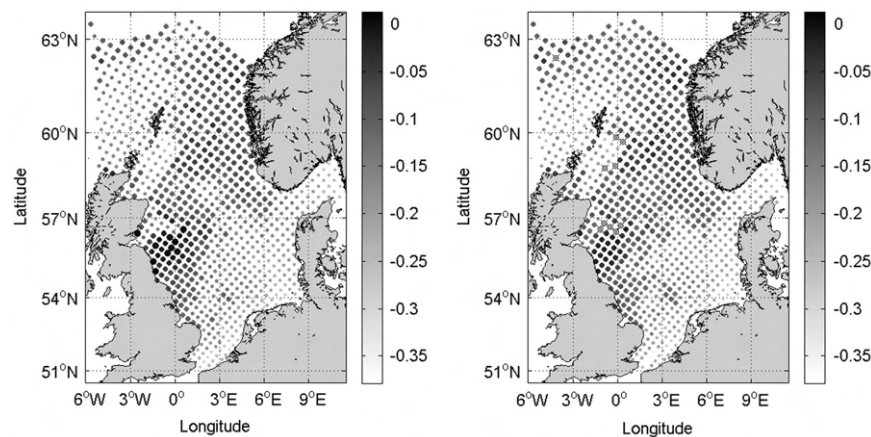 63°N
60°N
57°N
54°N
51°N
6°W
3°W
0°
3°E
6°E
9°E
Latitude
Longitude
0
-0.05
-0.1
-0.15
-0.2
-0.25
-0.3
-0.35
63°N
60°N
57°N
54°N
51°N
6°W
3°W
0°
3°E
6°E
9°E
Latitude
Longitude
0
-0.05
-0.1
-0.15
-0.2
-0.25
-0.3
-0.35